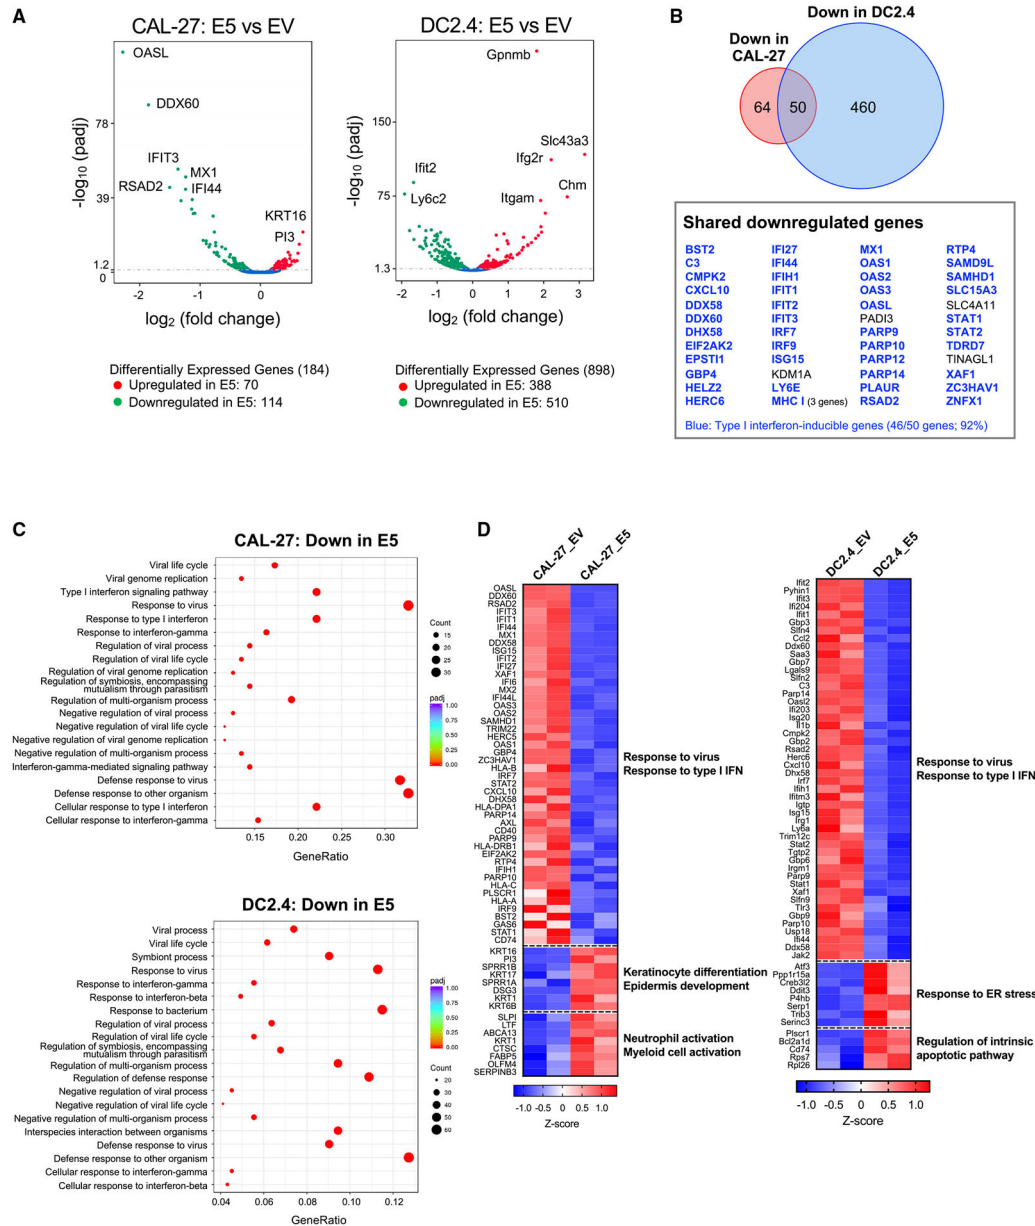 A
CAL-27: E5 vs EV
OASL
DDX60
78
IFIT3
MX1
RSAD2
IFI44
39
KRT16
PI3
1.2
0
-2
-1
0
-log10 (padj)
log2 (fold change)
Differentially Expressed Genes (184)
Upregulated in E5: 70
Downregulated in E5: 114
DC2.4: E5 vs EV
Gpnmb
150
Slc43a3
Ifg2r
Ifit2
75
Ly6c2
Itgam
Chm
1.3
-2
-1
0
1
2
3
-log10 (padj)
log2 (fold change)
Differentially Expressed Genes (898)
Upregulated in E5: 388
Downregulated in E5: 510
B
Down in DC2.4
Down in
CAL-27
64
50
460
Shared downregulated genes
BST2 IFI27 MX1 RTP4
C3 IFI44 OAS1 SAMD9L
CMPK2 IFIH1 OAS2 SAMHD1
CXCL10 IFIT1 OAS3 SLC15A3
DDX58 IFIT2 OASL SLC4A11
DDX60 IFIT3 PADI3 STAT1
DHX58 IRF7 PARP9 STAT2
EIF2AK2 IRF9 PARP10 TDRD7
EPSTI1 ISG15 PARP12 TINAGL1
GBP4 KDM1A PARP14 XAF1
HELZ2 LY6E PLAUR ZC3HAV1
HERC6 MHC I (3 genes) RSAD2 ZNFX1
Blue: Type I interferon-inducible genes (46/50 genes; 92%)
C
CAL-27: Down in E5
Viral life cycle
Viral genome replication
Type I interferon signaling pathway
Response to virus
Response to type I interferon
Response to interferon-gamma
Regulation of viral process
Regulation of viral life cycle
Regulation of viral genome replication
Regulation of symbiosis, encompassing
mutualism through parasitism
Regulation of multi-organism process
Negative regulation of viral process
Negative regulation of viral life cycle
Negative regulation of viral genome replication
Negative regulation of multi-organism process
Interferon-gamma-mediated signaling pathway
Defense response to virus
Defense response to other organism
Cellular response to type I interferon
Cellular response to interferon-gamma
0.15 0.20 0.25 0.30
GeneRatio
Count
15
20
25
30
padj
1.00
0.75
0.50
0.25
0.00
DC2.4: Down in E5
Viral process
Viral life cycle
Symbiont process
Response to virus
Response to interferon-gamma
Response to interferon-beta
Response to bacterium
Regulation of viral process
Regulation of viral life cycle
Regulation of symbiosis, encompassing
mutualism through parasitism
Regulation of multi-organism process
Regulation of defense response
Negative regulation of viral process
Negative regulation of viral life cycle
Negative regulation of multi-organism process
Interspecies interaction between organisms
Defense response to virus
Defense response to other organism
Cellular response to interferon-gamma
Cellular response to interferon-beta
0.04 0.06 0.08 0.10 0.12
GeneRatio
padj
1.00
0.75
0.50
0.25
0.00
Count
20
30
40
50
60
D
CAL-27_EV
CAL-27_E5
OASL
DDX60
RSAD2
IFIT3
IFIT1
IFI44
MX1
DDX58
ISG15
IFIT2
IFI27
XAF1
IFI6
MX2
IFI44L
OAS3
OAS2
SAMHD1
TRIM22
HERC5
OAS1
GBP4
ZC3HAV1
HLA-B
IRF7
STAT2
CXCL10
DHX58
HLA-DPA1
PARP14
AXL
CD40
PARP9
HLA-DRB1
EIF2AK2
RTP4
IFIH1
PARP10
HLA-C
PLSCR1
HLA-A
IRF9
BST2
GAS6
STAT1
CD74
KRT16
PI3
SPRR1B
KRT17
SPRR1A
DSG3
KRT1
KRT6B
SLPI
LTF
ABCA13
KRT1
CTSC
FABP5
OLFM4
SERPINB3
Response to virus
Response to type I IFN
Keratinocyte differentiation
Epidermis development
Neutrophil activation
Myeloid cell activation
-1.0 -0.5 0 0.5 1.0
Z-score
DC2.4_EV
DC2.4_E5
Ifit2
Pyhin1
Ifit3
Ifi204
Ifit1
Gbp3
Slfn4
Ccl2
Ddx60
Saa3
Gbp7
Lgals9
Slfn2
C3
Parp14
Oasl2
Ifi203
Isg20
Il1b
Cmpk2
Gbp2
Rsad2
Herc6
Cxcl10
Dhx58
Irf7
Ifih1
Ifitm3
Igtp
Isg15
Irg1
Ly6a
Trim12c
Stat2
Tgtp2
Gbp6
Irgm1
Parp9
Stat1
Xaf1
Slfn9
Tlr3
Gbp9
Parp10
Usp18
Ifi44
Ddx58
Jak2
Atf3
Ppp1r15a
Creb3l2
Ddit3
P4hb
Serp1
Trib3
Serinc3
Plscr1
Bcl2a1d
Cd74
Rps7
Rpl26
Response to virus
Response to type I IFN
Response to ER stress
Regulation of intrinsic
apoptotic pathway
-1.0 -0.5 0 0.5 1.0
Z-score